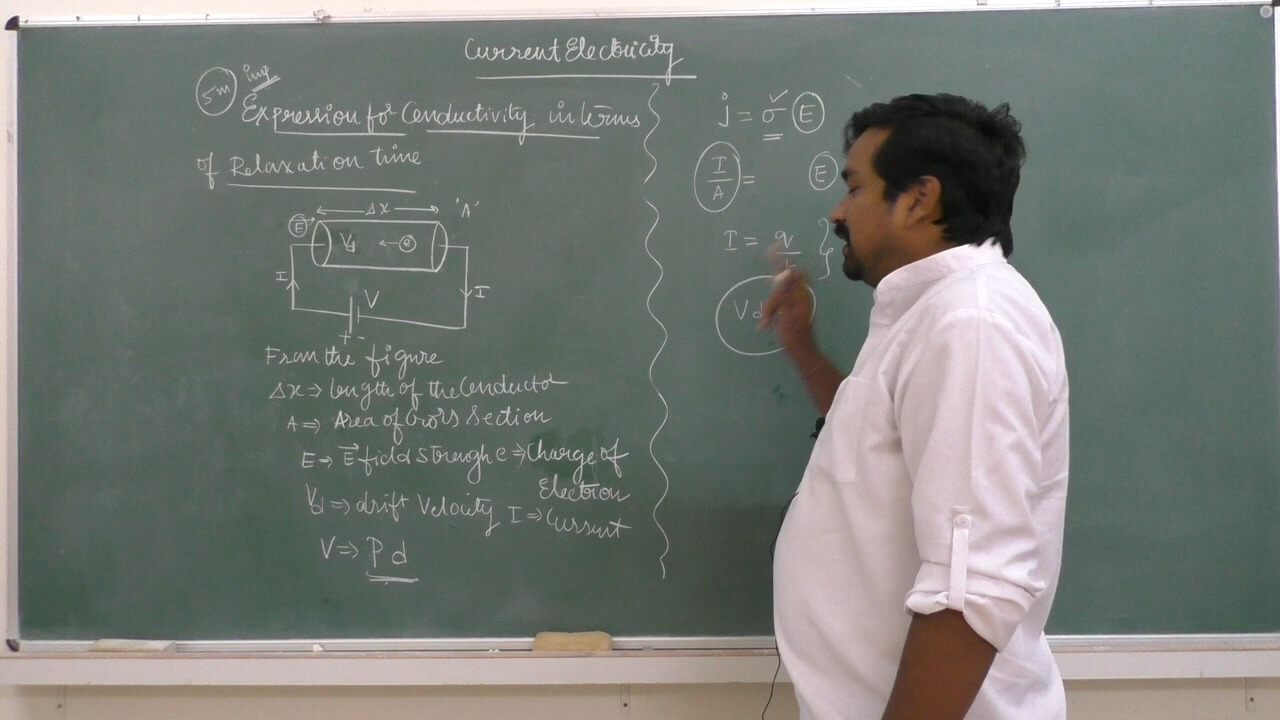 Current Electricity
5m imp
Expression for Conductivity in terms
of Relaxation time
Δx 'A'
E
Vd e
I V I
+ -
From the figure
Δx ⇒ length of the Conductor
A ⇒ Area of Cross Section
E → E⃗ field Strength e ⇒ Charge of
Electron
Vd ⇒ drift Velocity I ⇒ Current
V ⇒ Pd
j = σ E
I/A = E
I = q/t
Vd